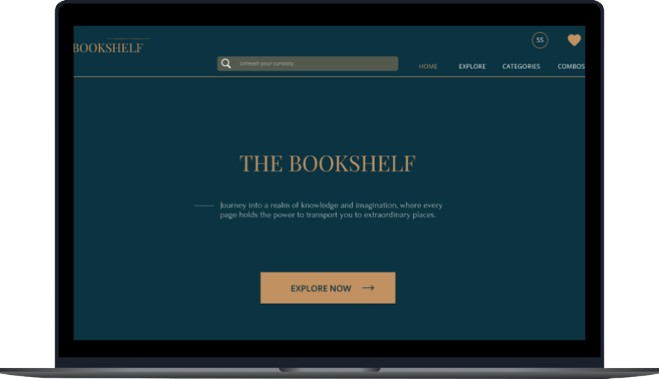 BOOKSHELF
SS
Unleash your curiosity
HOME EXPLORE CATEGORIES COMBOS
THE BOOKSHELF
Journey into a realm of knowledge and imagination, where every
page holds the power to transport you to extraordinary places.
EXPLORE NOW